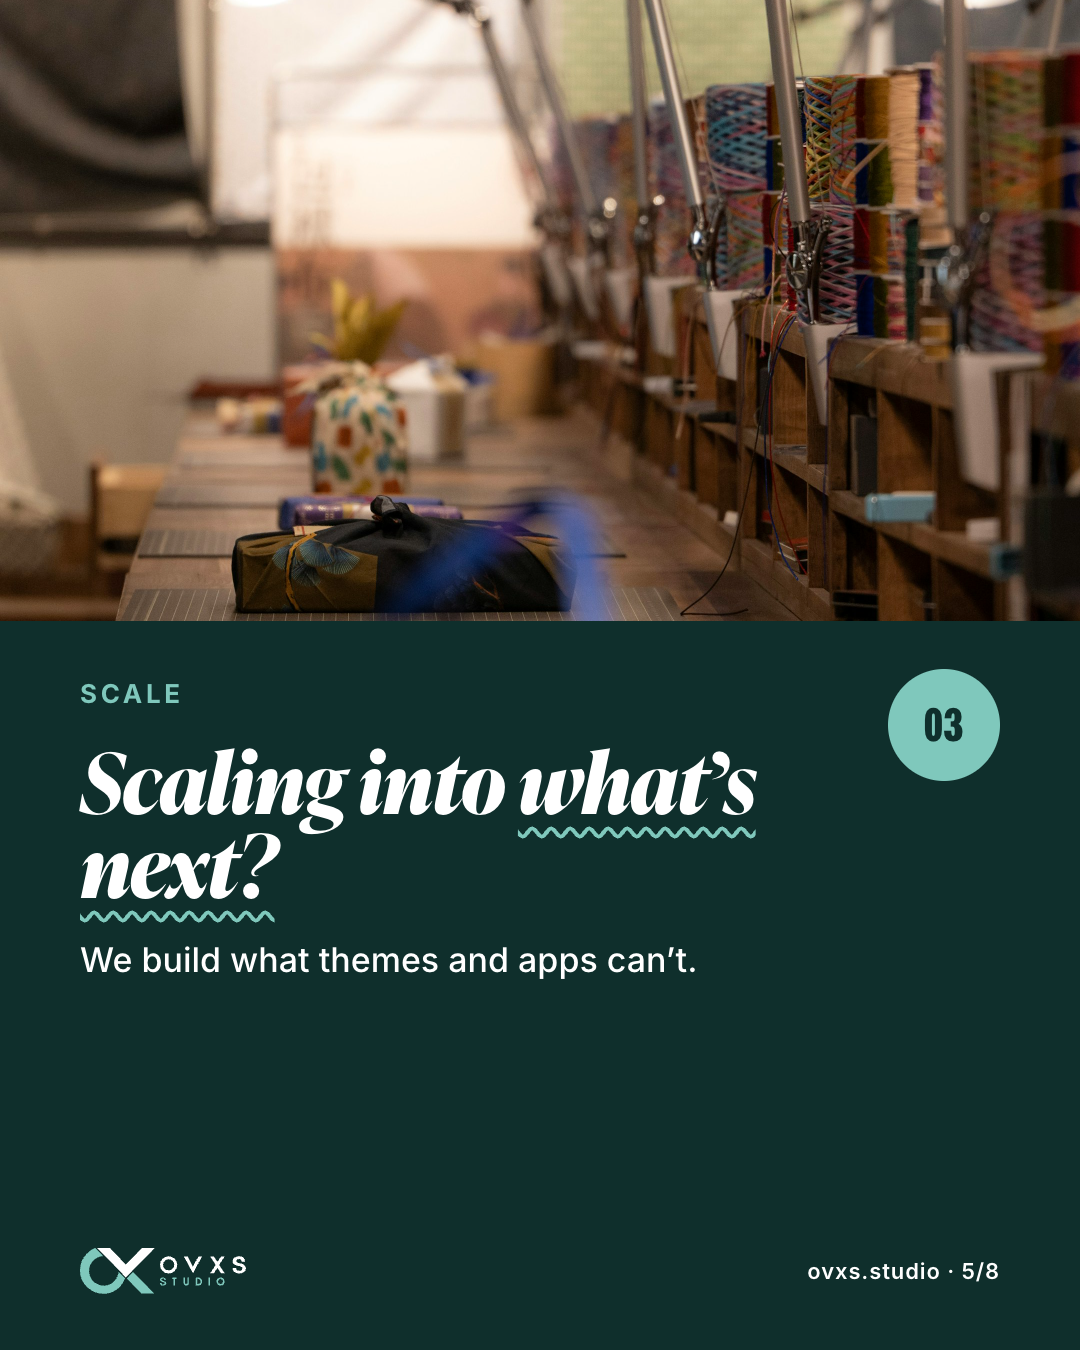 SCALE
03
Scaling into what’s
next?
We build what themes and apps can’t.
OVXS
STUDIO
ovxs.studio · 5/8